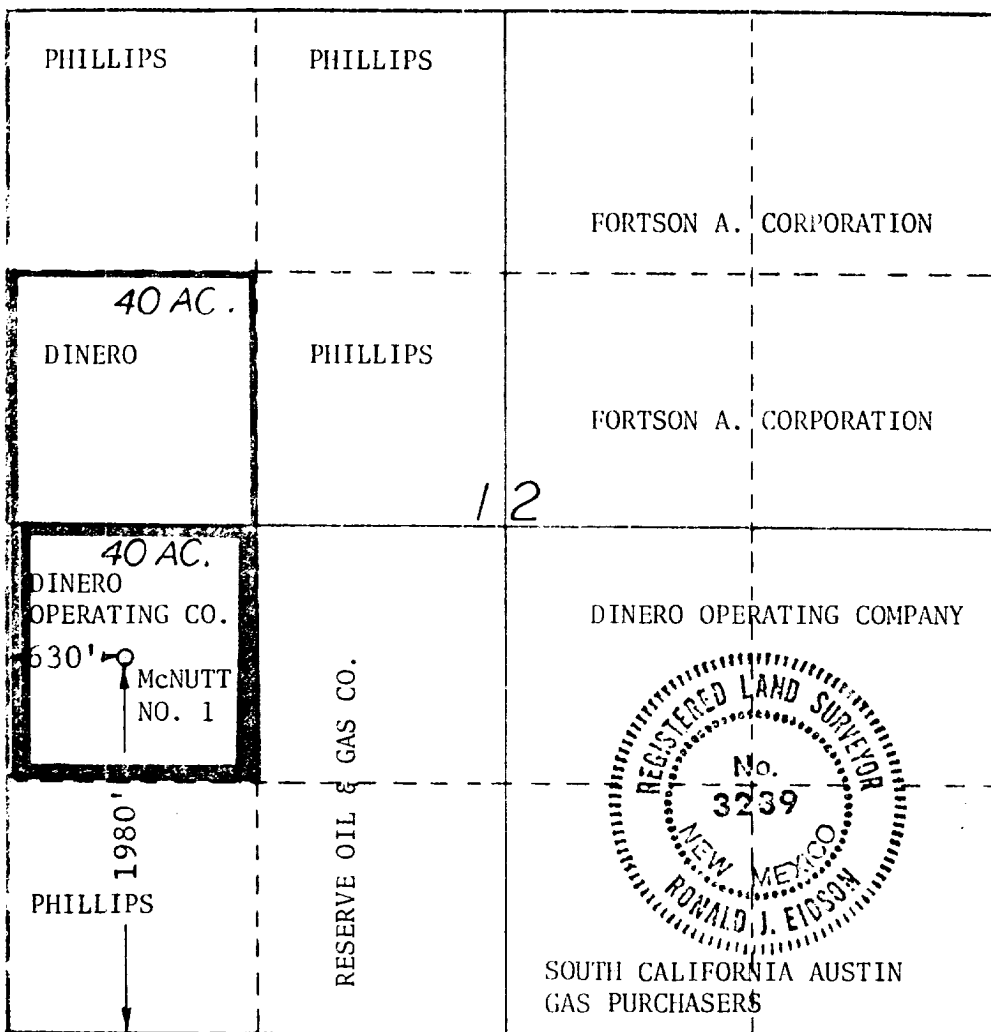 PHILLIPS
PHILLIPS
FORTSON A. CORPORATION
40 AC.
DINERO
PHILLIPS
FORTSON A. CORPORATION
12
40 AC.
DINERO
OPERATING CO.
630'
McNUTT
NO. 1
1980'
PHILLIPS
RESERVE OIL & GAS CO.
DINERO OPERATING COMPANY
REGISTERED LAND SURVEYOR
No.
3239
NEW MEXICO
RONALD J. EIDSON
SOUTH CALIFORNIA AUSTIN
GAS PURCHASERS